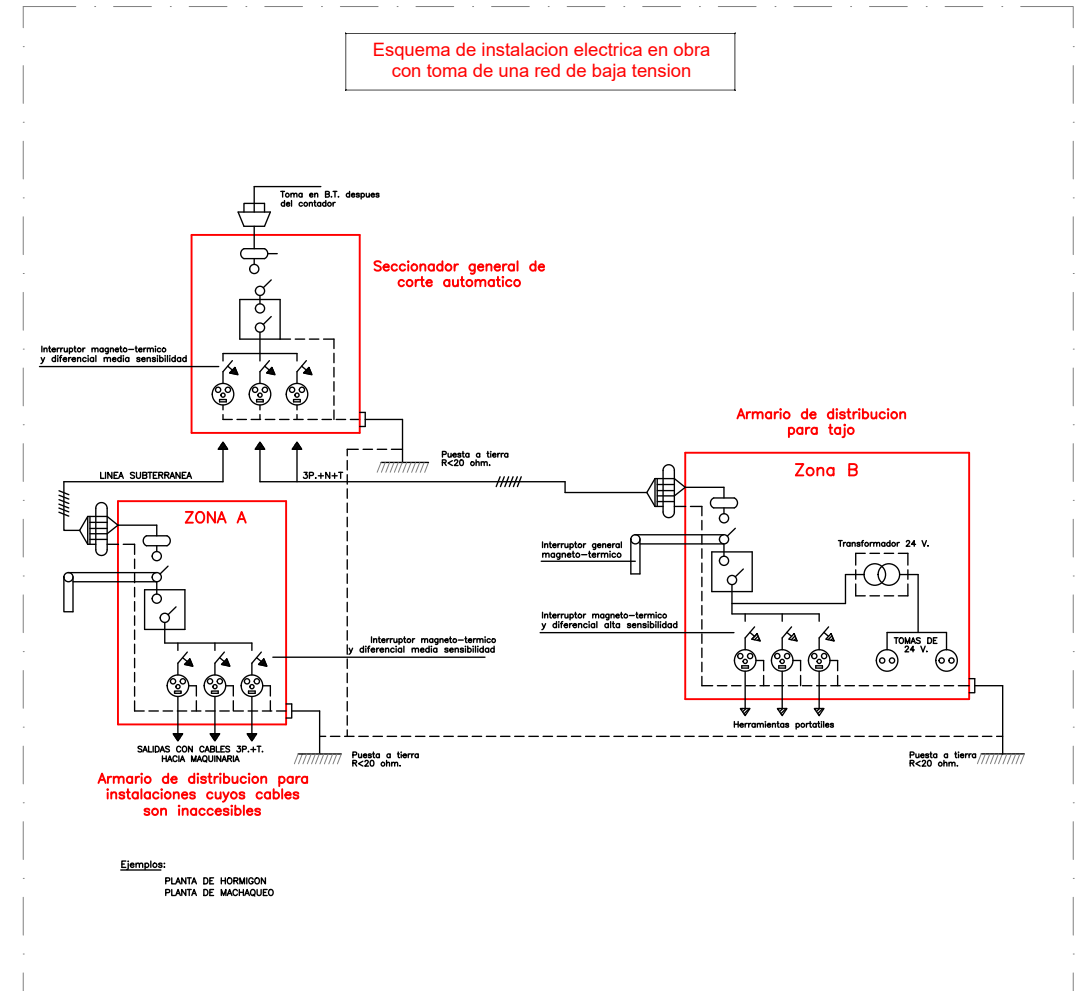 Esquema de instalacion electrica en obra
con toma de una red de baja tension
Toma en B.T. despues
del contador
Seccionador general de
corte automatico
Interruptor magneto-termico
y diferencial media sensibilidad
Armario de distribucion
para tajo
Puesta a tierra
R<20 ohm.
LINEA SUBTERRANEA
3P.+N+T
Zona B
ZONA A
Interruptor general
magneto-termico
Transformador 24 V.
Interruptor magneto-termico
y diferencial alta sensibilidad
Interruptor magneto-termico
y diferencial media sensibilidad
TOMAS DE
24 V.
Herramientas portatiles
SALIDAS CON CABLES 3P.+T.
HACIA MAQUINARIA
Puesta a tierra
R<20 ohm.
Puesta a tierra
R<20 ohm.
Armario de distribucion para
instalaciones cuyos cables
son inaccesibles
Ejemplos:
PLANTA DE HORMIGON
PLANTA DE MACHAQUEO